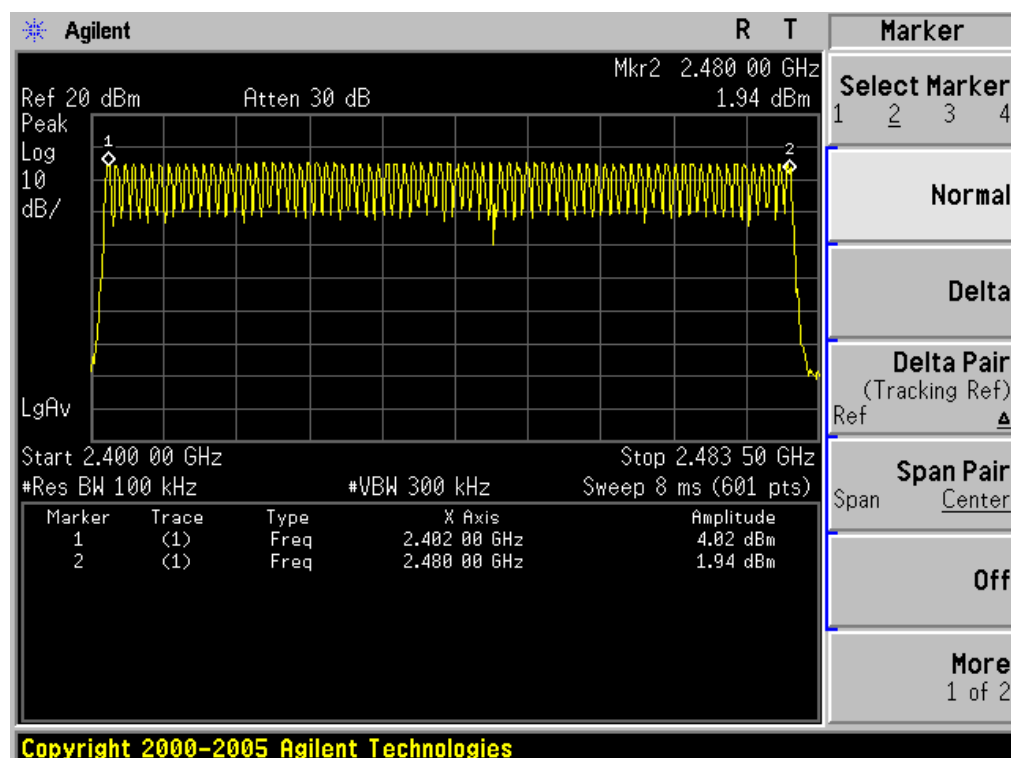 Agilent R T
Mkr2 2.480 00 GHz
Ref 20 dBm Atten 30 dB 1.94 dBm
Peak
Log
10
dB/
1
2
LgAv
Start 2.400 00 GHz Stop 2.483 50 GHz
#Res BW 100 kHz #VBW 300 kHz Sweep 8 ms (601 pts)
Marker Trace Type X Axis Amplitude
1 (1) Freq 2.402 00 GHz 4.02 dBm
2 (1) Freq 2.480 00 GHz 1.94 dBm
Marker
Select Marker
1 2 3 4
Normal
Delta
Delta Pair
(Tracking Ref)
Ref Δ
Span Pair
Span Center
Off
More
1 of 2
Copyright 2000-2005 Agilent Technologies